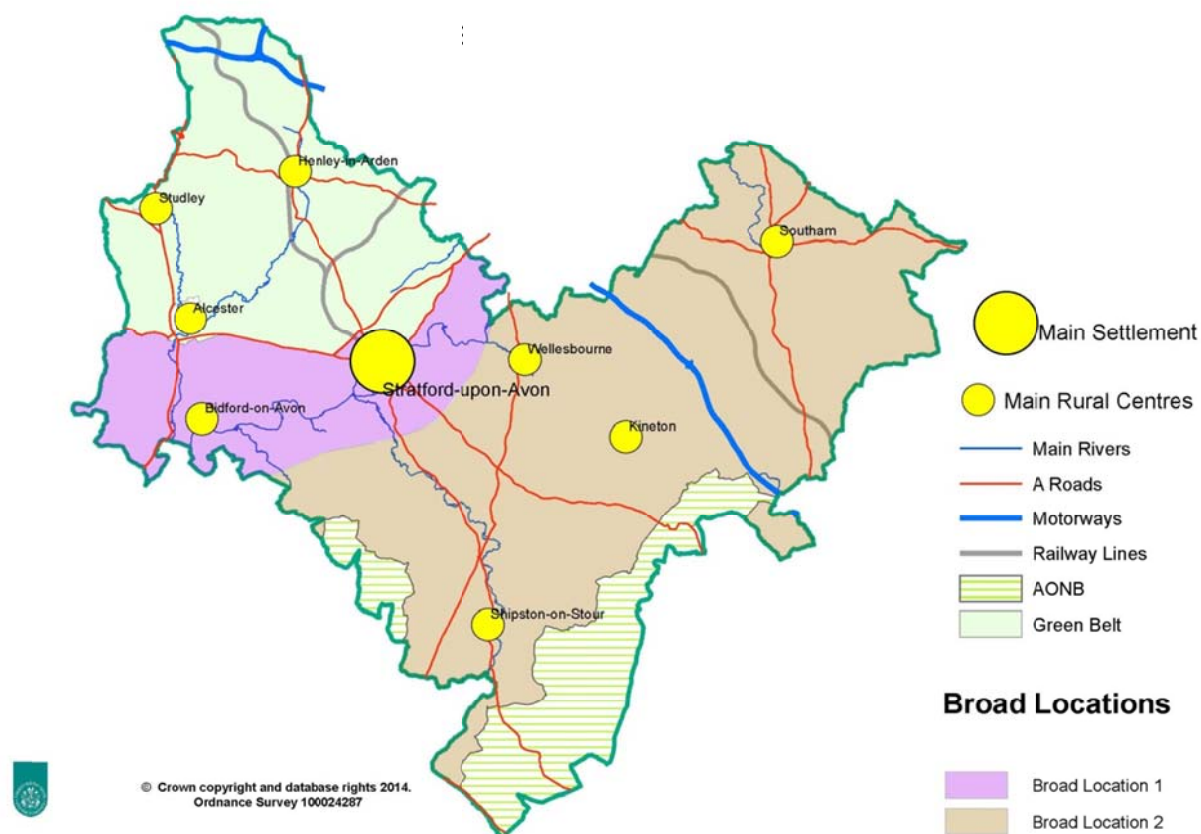 Henley-in-Arden
Studley
Southam
Alcester
Wellesbourne
Stratford-upon-Avon
Bidford-on-Avon
Kineton
Shipston-on-Stour
Main Settlement
Main Rural Centres
Main Rivers
A Roads
Motorways
Railway Lines
AONB
Green Belt
Broad Locations
Broad Location 1
Broad Location 2
© Crown copyright and database rights 2014.
Ordnance Survey 100024287